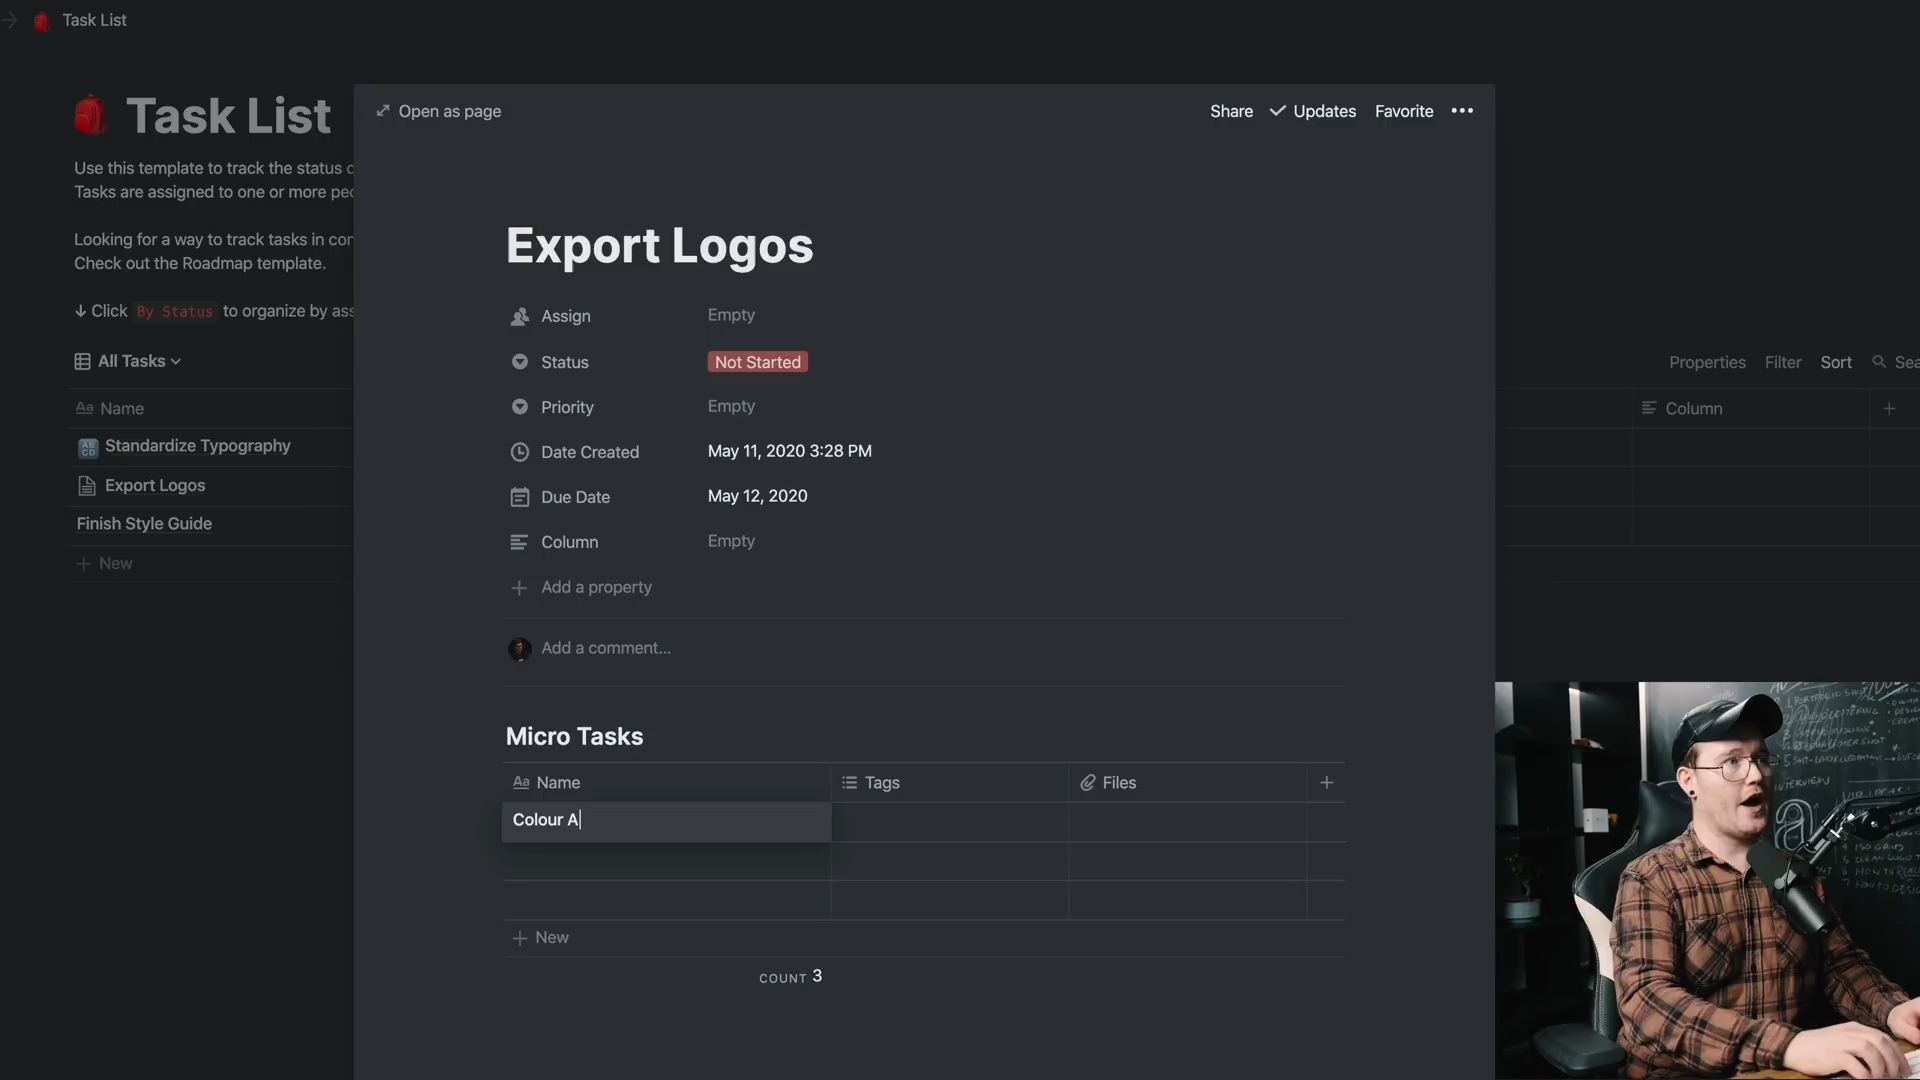 Task List
Task List
Use this template to track the status
Tasks are assigned to one or more
Looking for a way to track tasks in
Check out the Roadmap template.
↓ Click By Status to organize by
All Tasks
Aa Name
Standardize Typography
Export Logos
Finish Style Guide
+ New
Open as page
Share
Updates
Favorite
•••
Export Logos
Assign Empty
Status Not Started
Priority Empty
Date Created May 11, 2020 3:28 PM
Due Date May 12, 2020
Column Empty
+ Add a property
Add a comment...
Micro Tasks
Aa Name Tags Files +
Colour A
+ New
COUNT 3
Properties Filter Sort
Column +
INTERVIEW